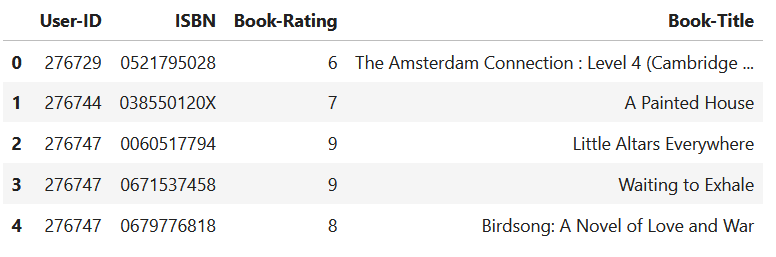 User-ID ISBN Book-Rating Book-Title
0 276729 0521795028 6 The Amsterdam Connection : Level 4 (Cambridge ...
1 276744 038550120X 7 A Painted House
2 276747 0060517794 9 Little Altars Everywhere
3 276747 0671537458 9 Waiting to Exhale
4 276747 0679776818 8 Birdsong: A Novel of Love and War